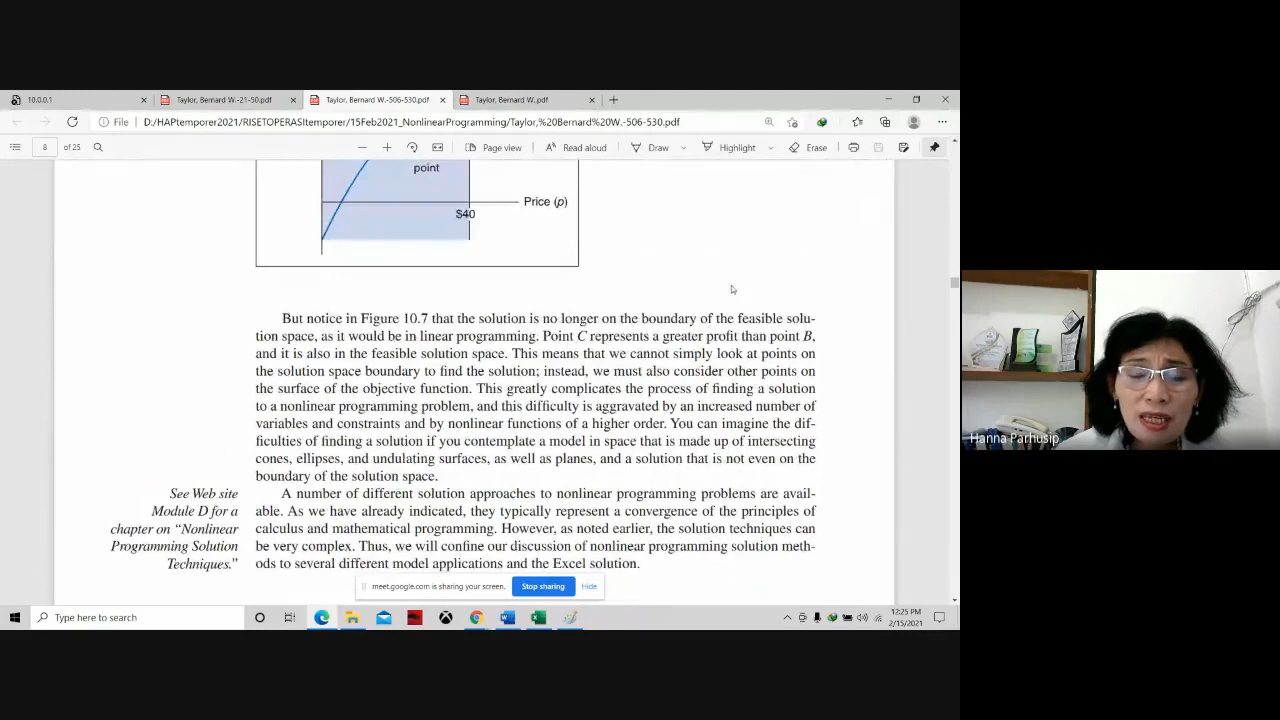 10.0.0.1
Taylor, Bernard W.-21-50.pdf
Taylor, Bernard W.-506-530.pdf
Taylor, Bernard W..pdf
File
D:/HAPtemporer2021/RISETOPERASItemporer/15Feb2021_NonlinearProgramming/Taylor,%20Bernard%20W.-506-530.pdf
8 of 25
Page view
Read aloud
Draw
Highlight
Erase
point
Price (p)
$40
But notice in Figure 10.7 that the solution is no longer on the boundary of the feasible solu-
tion space, as it would be in linear programming. Point C represents a greater profit than point B,
and it is also in the feasible solution space. This means that we cannot simply look at points on
the solution space boundary to find the solution; instead, we must also consider other points on
the surface of the objective function. This greatly complicates the process of finding a solution
to a nonlinear programming problem, and this difficulty is aggravated by an increased number of
variables and constraints and by nonlinear functions of a higher order. You can imagine the dif-
ficulties of finding a solution if you contemplate a model in space that is made up of intersecting
cones, ellipses, and undulating surfaces, as well as planes, and a solution that is not even on the
boundary of the solution space.
See Web site
Module D for a
chapter on "Nonlinear
Programming Solution
Techniques."
A number of different solution approaches to nonlinear programming problems are avail-
able. As we have already indicated, they typically represent a convergence of the principles of
calculus and mathematical programming. However, as noted earlier, the solution techniques can
be very complex. Thus, we will confine our discussion of nonlinear programming solution meth-
ods to several different model applications and the Excel solution.
meet.google.com is sharing your screen.
Stop sharing
Hide
Type here to search
12:25 PM
2/15/2021
Hanna Parhusip